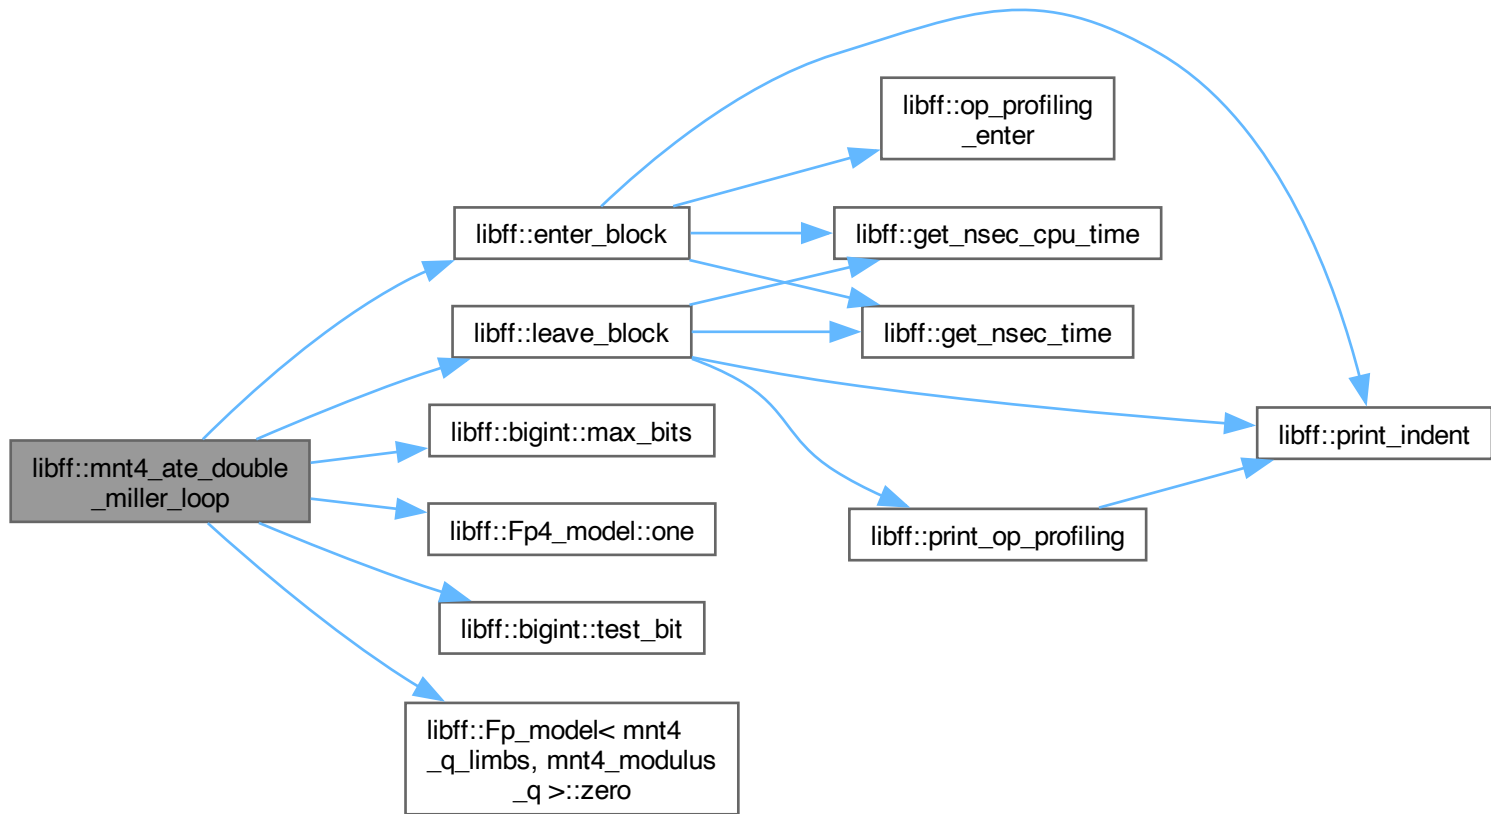 libff::op_profiling
_enter
libff::enter_block
libff::get_nsec_cpu_time
libff::leave_block
libff::get_nsec_time
libff::bigint::max_bits
libff::print_indent
libff::mnt4_ate_double
_miller_loop
libff::Fp4_model::one
libff::print_op_profiling
libff::bigint::test_bit
libff::Fp_model< mnt4
_q_limbs, mnt4_modulus
_q >::zero